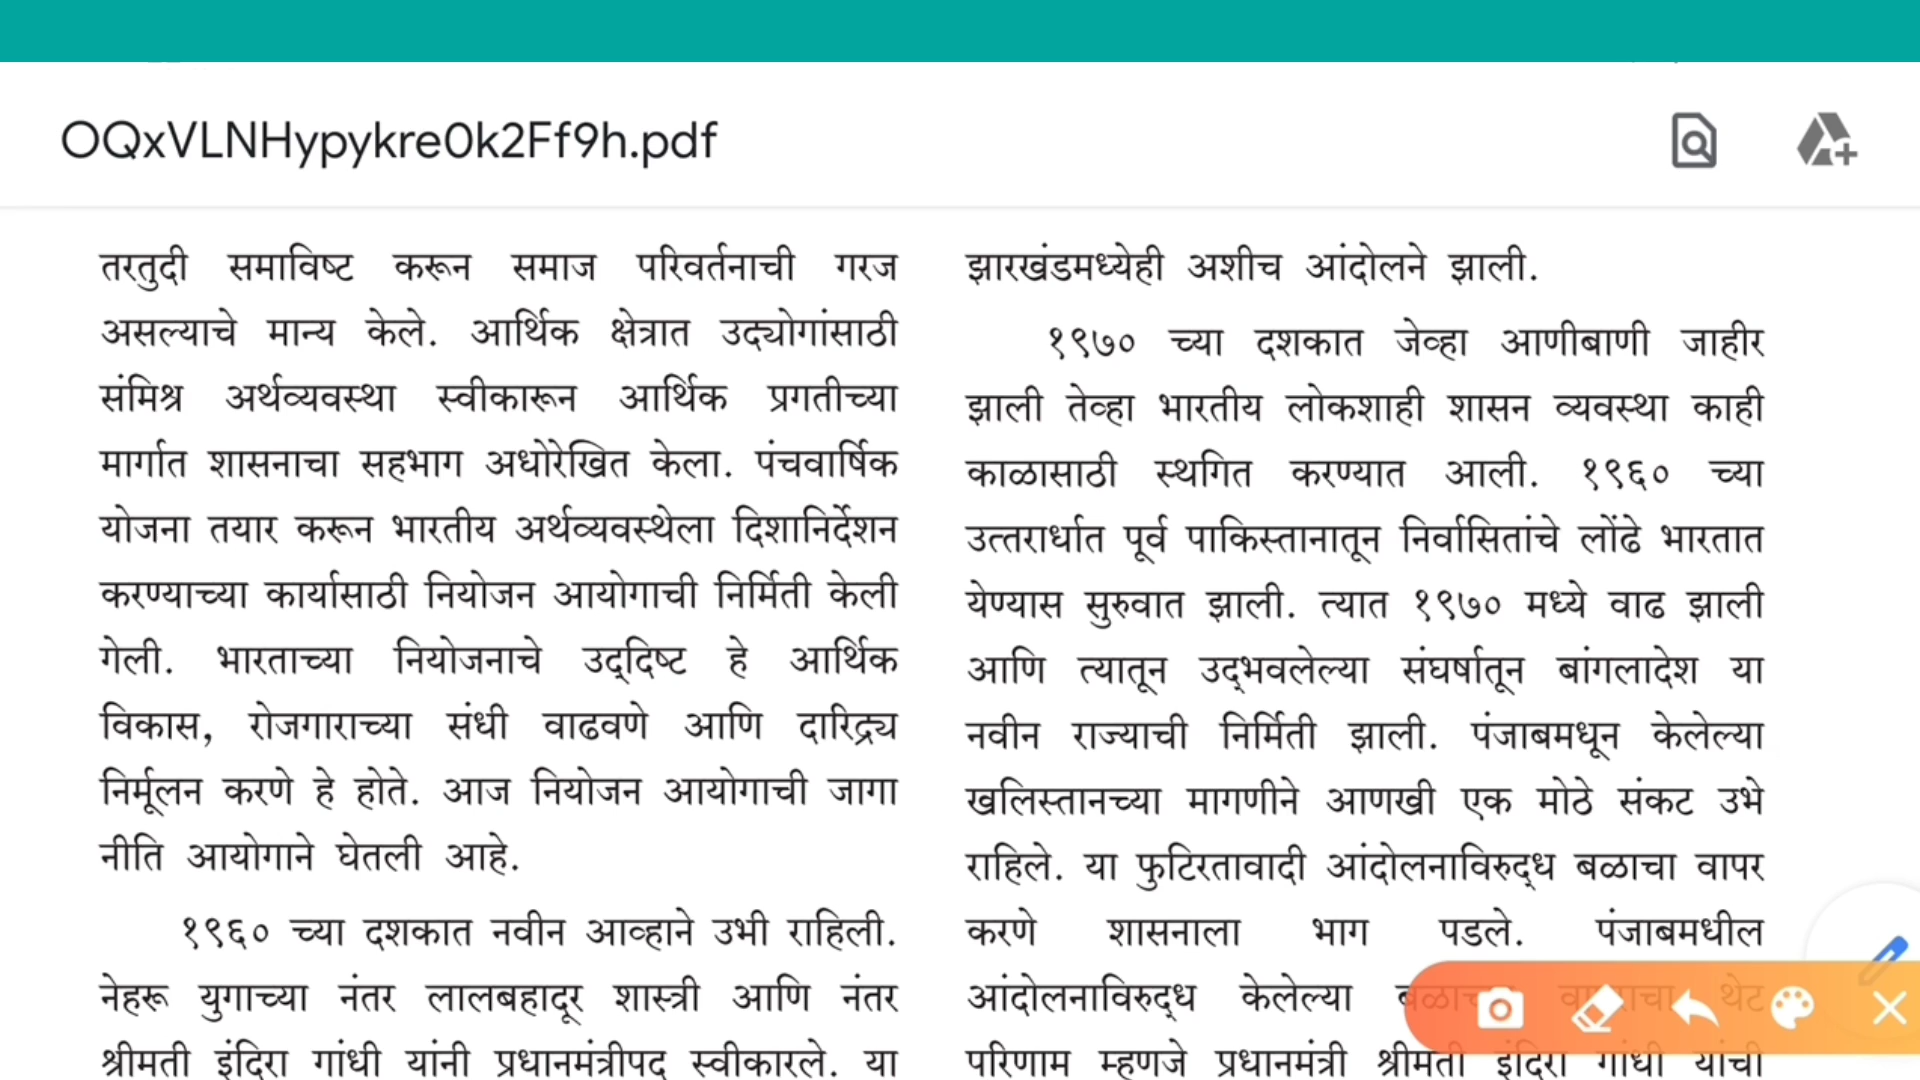 OQxVLNHypykre0k2Ff9h.pdf
तरतुदी समाविष्ट करून समाज परिवर्तनाची गरज
असल्याचे मान्य केले. आर्थिक क्षेत्रात उद्योगांसाठी
संमिश्र अर्थव्यवस्था स्वीकारून आर्थिक प्रगतीच्या
मार्गात शासनाचा सहभाग अधोरेखित केला. पंचवार्षिक
योजना तयार करून भारतीय अर्थव्यवस्थेला दिशानिर्देशन
करण्याच्या कार्यासाठी नियोजन आयोगाची निर्मिती केली
गेली. भारताच्या नियोजनाचे उद्‌दिष्ट हे आर्थिक
विकास, रोजगाराच्या संधी वाढवणे आणि दारिद्र्य
निर्मूलन करणे हे होते. आज नियोजन आयोगाची जागा
नीति आयोगाने घेतली आहे.
१९६० च्या दशकात नवीन आव्हाने उभी राहिली.
नेहरू युगाच्या नंतर लालबहादूर शास्त्री आणि नंतर
श्रीमती इंदिरा गांधी यांनी प्रधानमंत्रीपद स्वीकारले. या
झारखंडमध्येही अशीच आंदोलने झाली.
१९७० च्या दशकात जेव्हा आणीबाणी जाहीर
झाली तेव्हा भारतीय लोकशाही शासन व्यवस्था काही
काळासाठी स्थगित करण्यात आली. १९६० च्या
उत्तरार्धात पूर्व पाकिस्तानातून निर्वासितांचे लोंढे भारतात
येण्यास सुरुवात झाली. त्यात १९७० मध्ये वाढ झाली
आणि त्यातून उद्‌भवलेल्या संघर्षातून बांगलादेश या
नवीन राज्याची निर्मिती झाली. पंजाबमधून केलेल्या
खलिस्तानच्या मागणीने आणखी एक मोठे संकट उभे
राहिले. या फुटिरतावादी आंदोलनाविरुद्ध बळाचा वापर
करणे शासनाला भाग पडले. पंजाबमधील
आंदोलनाविरुद्ध केलेल्या थेट
परिणाम म्हणजे प्रधानमंत्री श्रीमती इंदिरा गांधी यांची